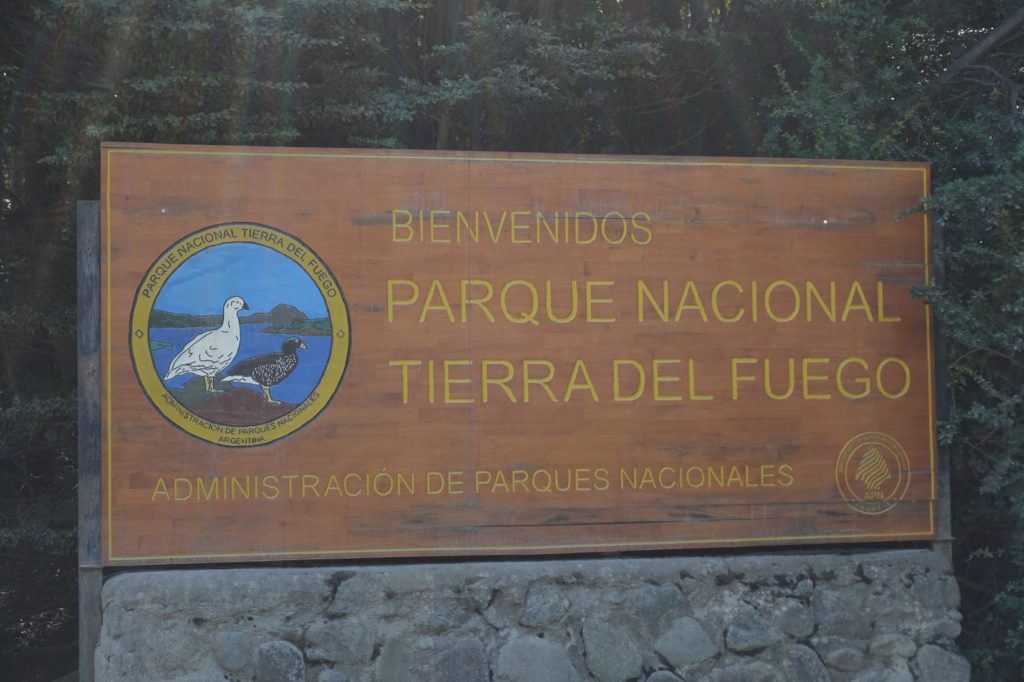 BIENVENIDOS
PARQUE NACIONAL
TIERRA DEL FUEGO
PARQUE NACIONAL TIERRA DEL FUEGO
ADMINISTRACIÓN DE PARQUES NACIONALES
ARGENTINA
ADMINISTRACIÓN DE PARQUES NACIONALES
APN